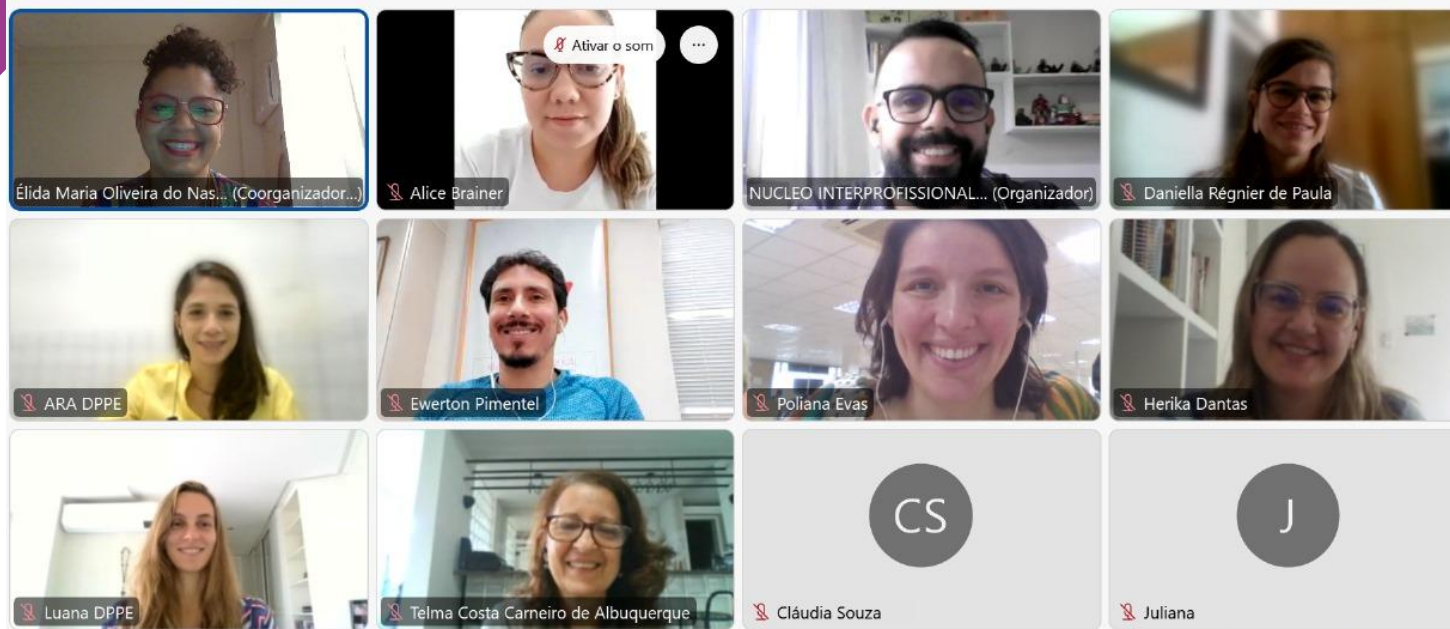 Élida Maria Oliveira do Nas... (Coorganizador...)
Ativar o som
Alice Brainer
NUCLEO INTERPROFISSIONAL... (Organizador)
Daniella Régnier de Paula
ARA DPPE
Ewerton Pimentel
Poliana Evas
Herika Dantas
Luana DPPE
Telma Costa Carneiro de Albuquerque
CS
Cláudia Souza
J
Juliana